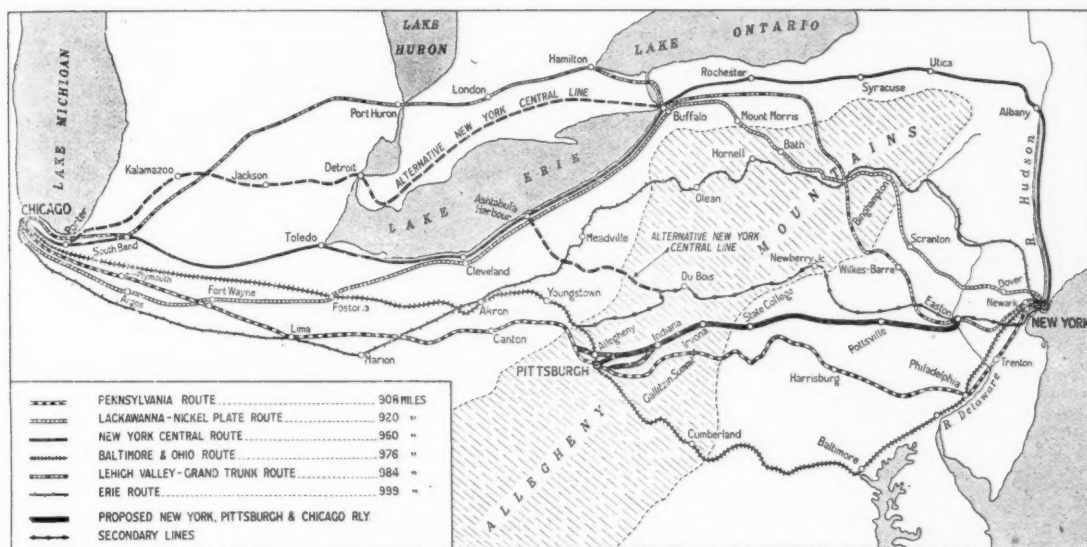 LAKE HURON
LAKE ONTARIO
LAKE MICHIGAN
Hamilton
Rochester
Utica
Syracuse
London
Port Huron
ALTERNATIVE NEW YORK CENTRAL LINE
Buffalo
Mount Morris
Albany
Kalamazoo
Jackson
Detroit
Bath
Hornell
R Hudson
LAKE ERIE
Ashtabula Harbour
Olean
Binghampton
CHICAGO
Porter
South Bend
Toledo
Meadville
ALTERNATIVE NEW YORK CENTRAL LINE
MOUNTAINS
Scranton
Cleveland
Newberry Jc.
Du Bois
Wilkes-Barre
Dover
Plymouth
Fort Wayne
Fostoria
Akron
Youngstown
State College
Easton
Newark
NEW YORK
Argos
Lima
Canton
Allegheny
Indiana
Irvona
Pottsville
Marion
PITTSBURGH
Gallitzin Summit
Harrisburg
Philadelphia
Trenton
R Delaware
Cumberland
Baltimore
ALLEGHENY
PENNSYLVANIA ROUTE 908 MILES
LACKAWANNA-NICKEL PLATE ROUTE 920 "
NEW YORK CENTRAL ROUTE 960 "
BALTIMORE & OHIO ROUTE 976 "
LEHIGH VALLEY-GRAND TRUNK ROUTE 984 "
ERIE ROUTE 999 "
PROPOSED NEW YORK, PITTSBURGH & CHICAGO RLY.
SECONDARY LINES